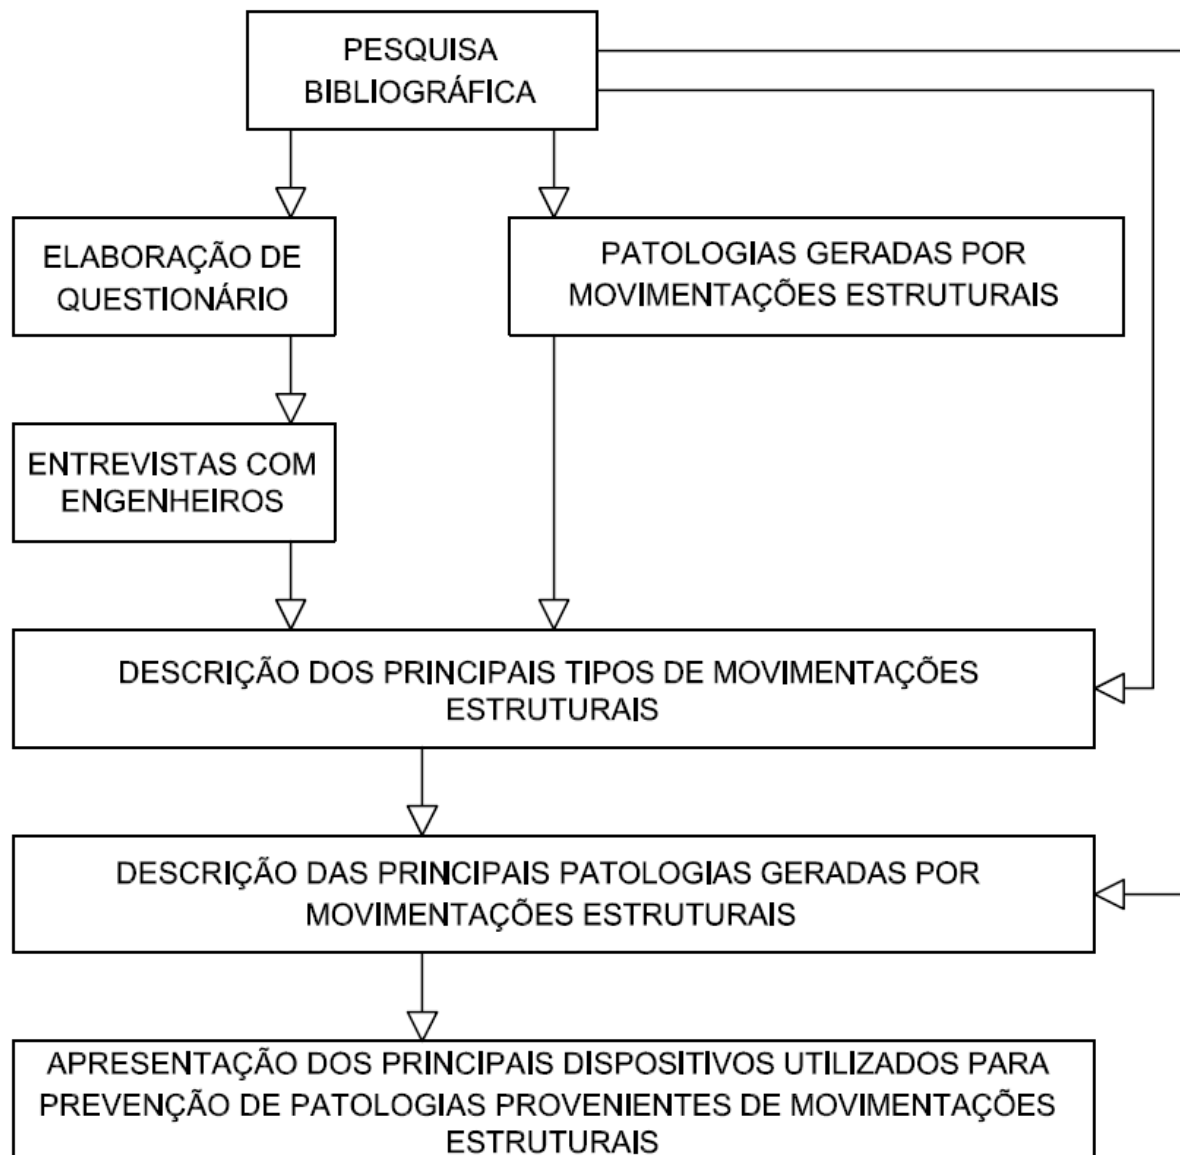 PESQUISA
BIBLIOGRÁFICA
ELABORAÇÃO DE
QUESTIONÁRIO
PATOLOGIAS GERADAS POR
MOVIMENTAÇÕES ESTRUTURAIS
ENTREVISTAS COM
ENGENHEIROS
DESCRIÇÃO DOS PRINCIPAIS TIPOS DE MOVIMENTAÇÕES
ESTRUTURAIS
DESCRIÇÃO DAS PRINCIPAIS PATOLOGIAS GERADAS POR
MOVIMENTAÇÕES ESTRUTURAIS
APRESENTAÇÃO DOS PRINCIPAIS DISPOSITIVOS UTILIZADOS PARA
PREVENÇÃO DE PATOLOGIAS PROVENIENTES DE MOVIMENTAÇÕES
ESTRUTURAIS